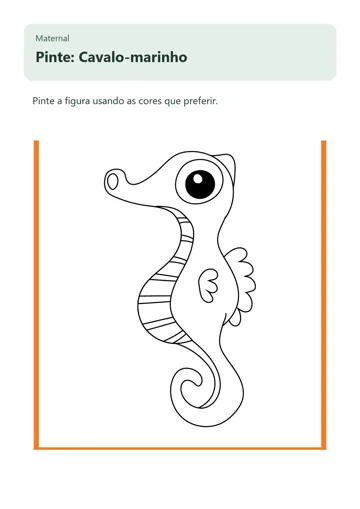 Maternal
Pinte: Cavalo-marinho
Pinte a figura usando as cores que preferir.